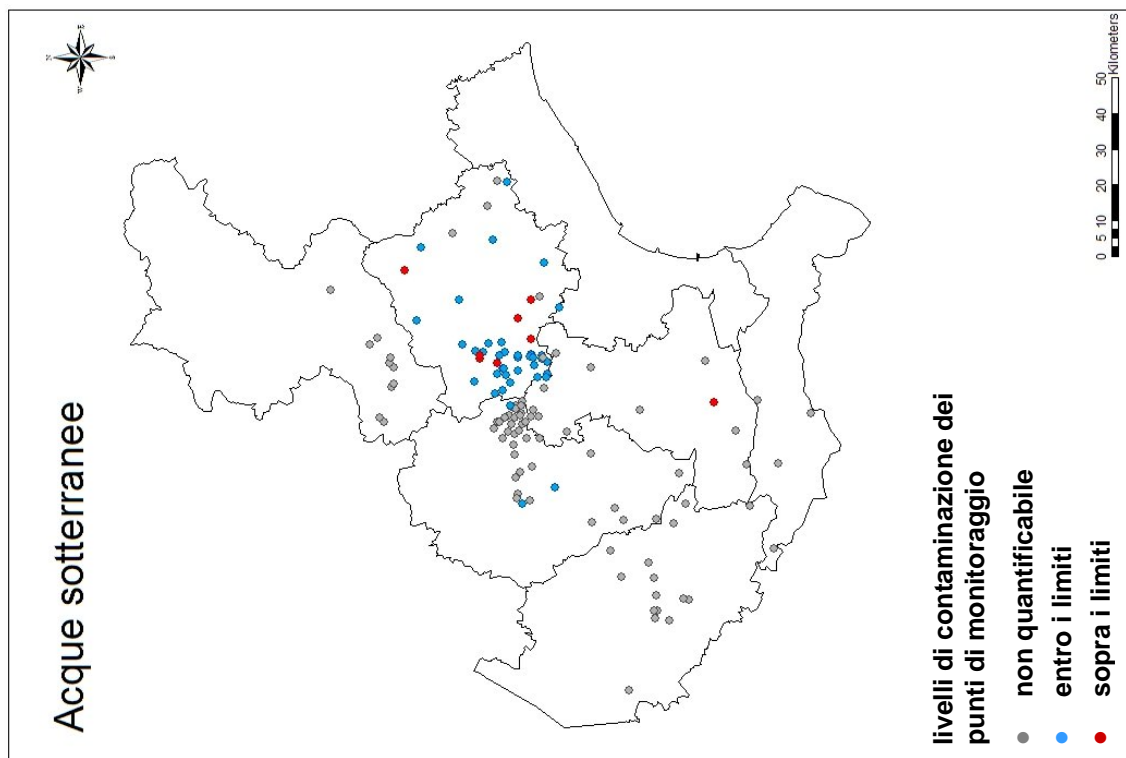 Acque sotterranee
N
W
E
S
livelli di contaminazione dei
punti di monitoraggio
non quantificabile
entro i limiti
sopra i limiti
0 5 10 20 30 40 50
Kilometers